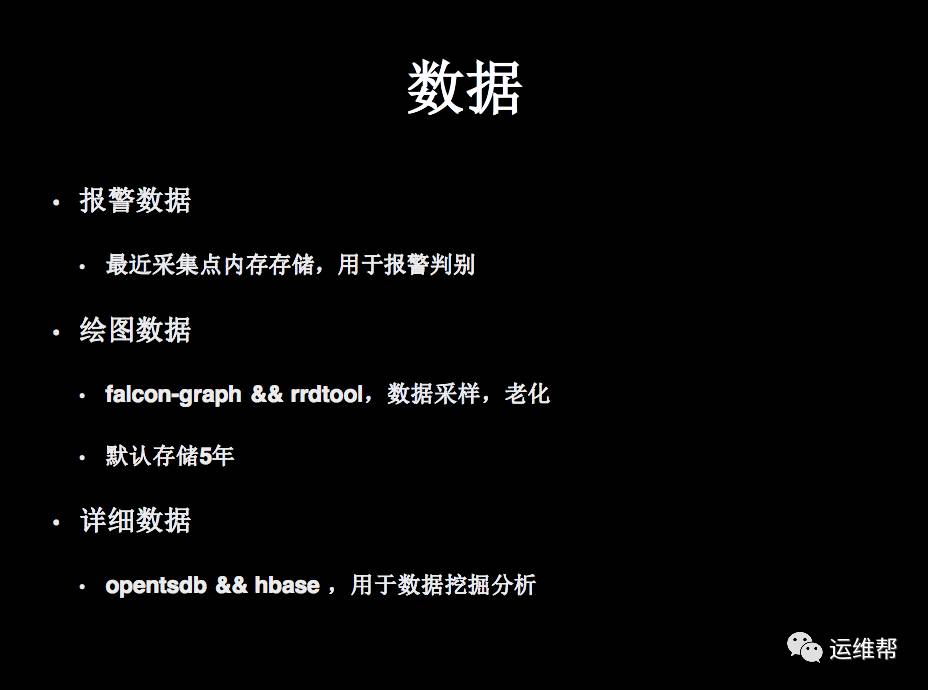 数据
• 报警数据
• 最近采集点内存存储，用于报警判别
• 绘图数据
• falcon-graph && rrdtool，数据采样，老化
• 默认存储5年
• 详细数据
• opentsdb && hbase ，用于数据挖掘分析
运维帮